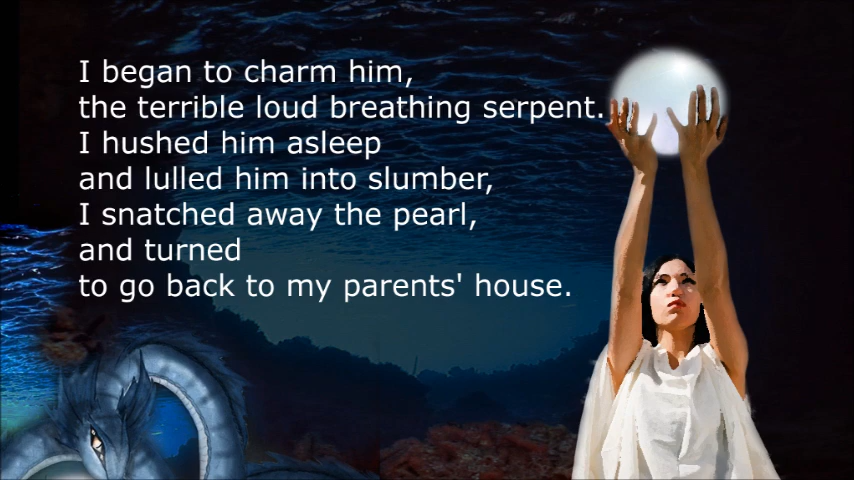 I began to charm him,
the terrible loud breathing serpent.
I hushed him asleep
and lulled him into slumber,
I snatched away the pearl,
and turned
to go back to my parents' house.